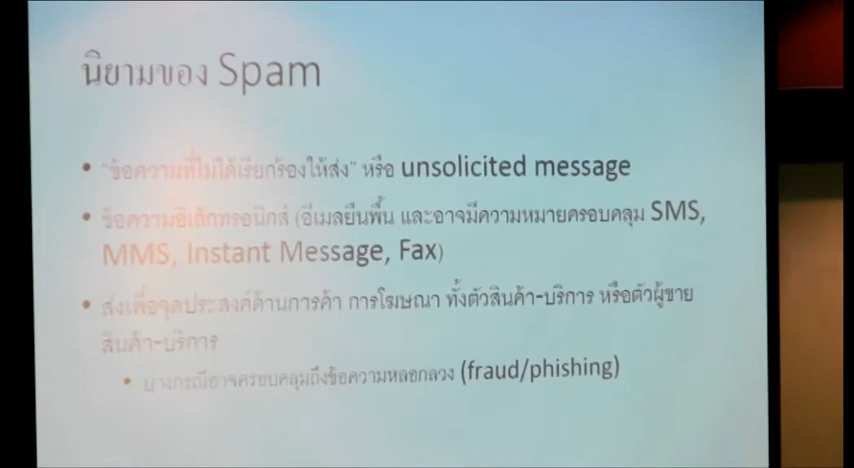 นิยามของ Spam
• "ข้อความที่ไม่ได้เรียกร้องให้ส่ง" หรือ unsolicited message
• ข้อความอิเล็กทรอนิกส์ (อีเมลยืนพื้น และอาจมีความหมายครอบคลุม SMS,
MMS, Instant Message, Fax)
• ส่งเพื่อจุดประสงค์ด้านการค้า การโฆษณา ทั้งตัวสินค้า-บริการ หรือตัวผู้ขาย
สินค้า-บริการ
• บางกรณีอาจครอบคลุมถึงข้อความหลอกลวง (fraud/phishing)